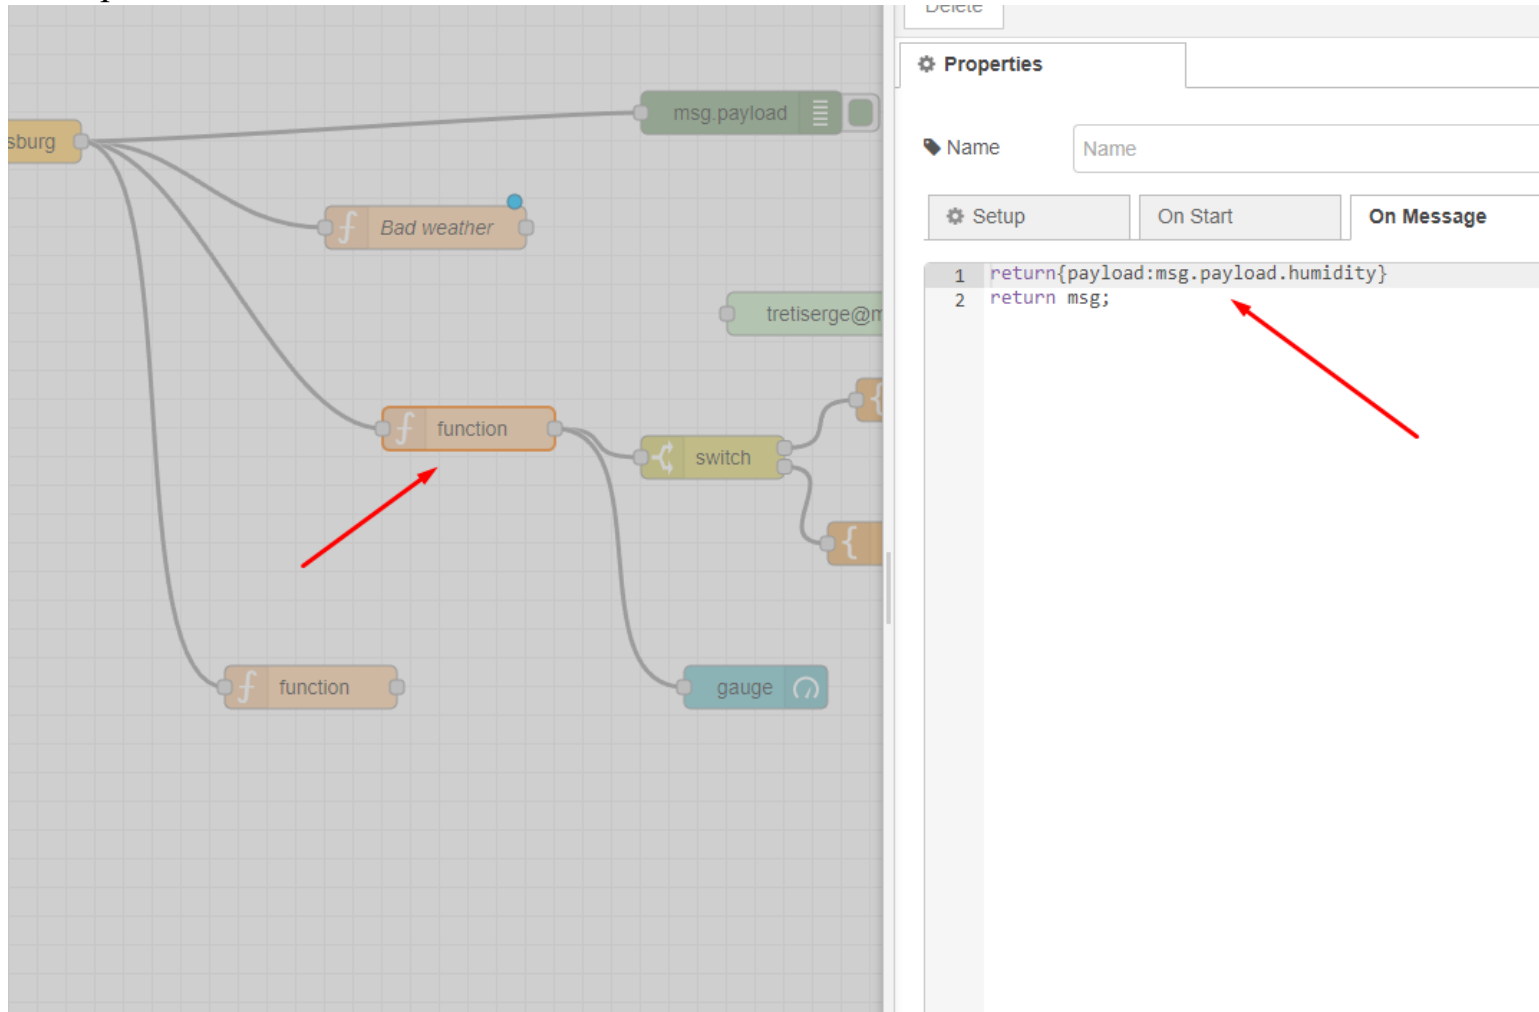 Delete
Properties
sburg
msg.payload
Name
Name
Bad weather
Setup
On Start
On Message
1 return{payload:msg.payload.humidity}
2 return msg;
tretiserge@m
function
switch
function
gauge